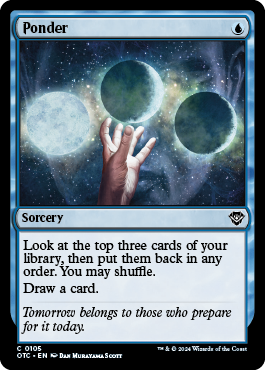 Ponder
Sorcery
Look at the top three cards of your
library, then put them back in any
order. You may shuffle.
Draw a card.
Tomorrow belongs to those who prepare
for it today.
C 0105
OTC • EN Dan Murayama Scott
™ & © 2024 Wizards of the Coast